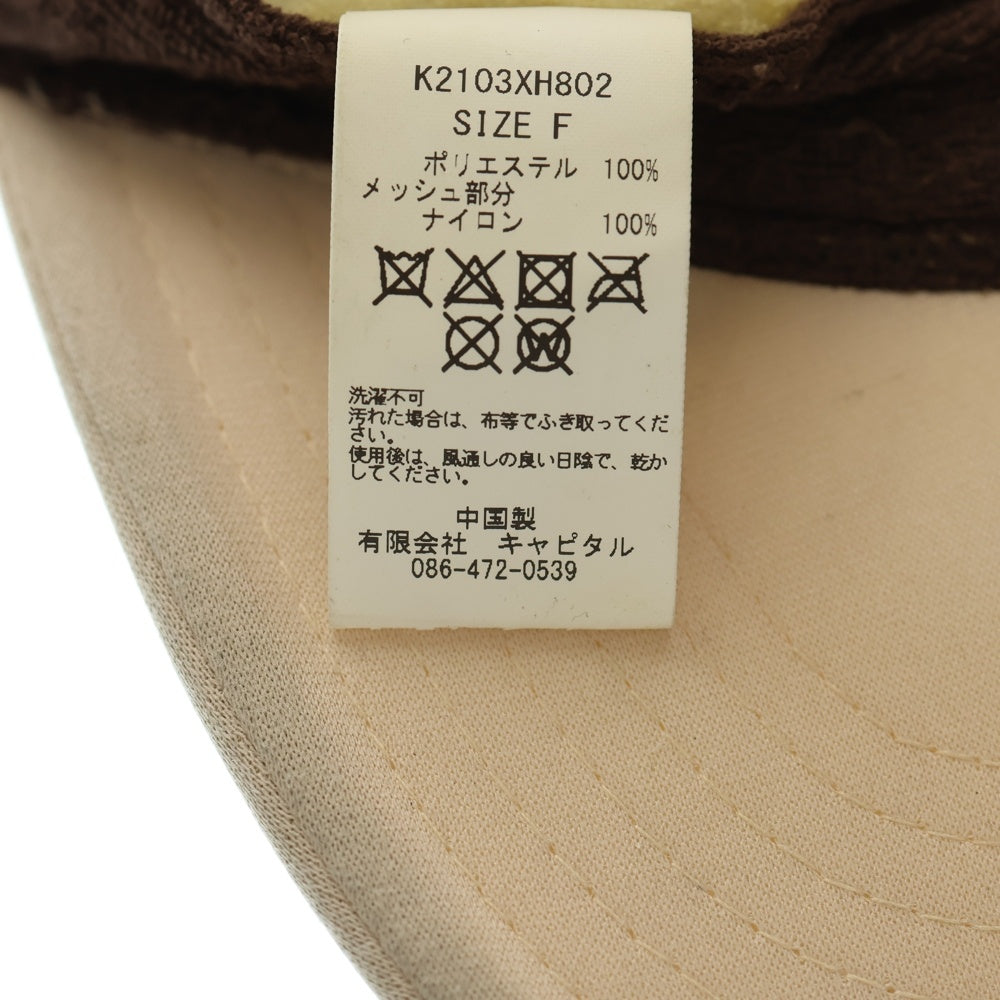 K2103XH802
SIZE F
ポリエステル 100%
メッシュ部分
ナイロン 100%
W
洗濯不可
汚れた場合は、布等でふき取ってくだ
さい。
使用後は、風通しの良い日陰で、乾か
してください。
中国製
有限会社 キャピタル
086-472-0539